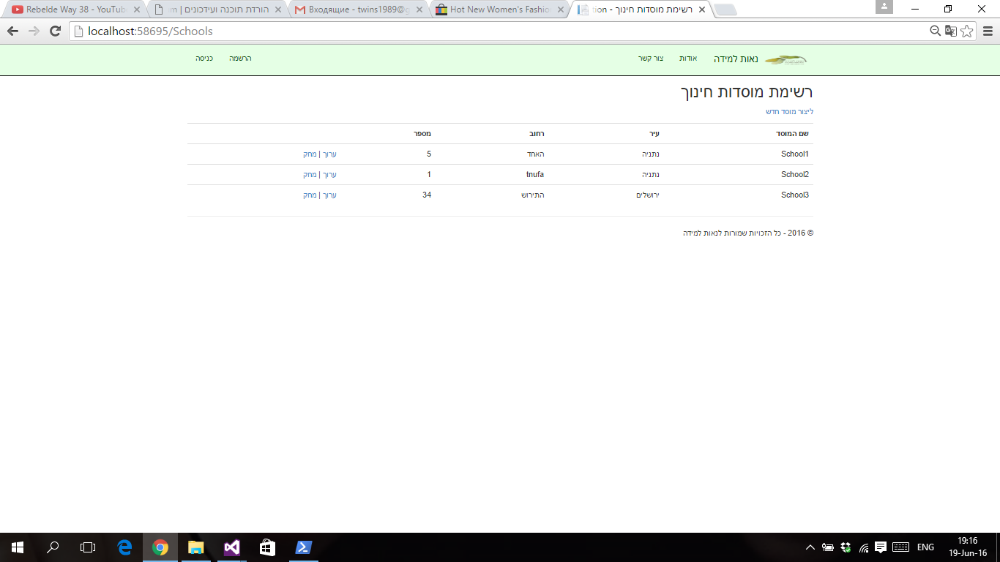 Rebelde Way 38 - YouTub
הורדת תוכנה ועידכונים | om
Входящие - twins1989@g
Hot New Women's Fashio
רשימת מוסדות חינוך - tion
localhost:58695/Schools
נאות למידה אודות צור קשר הרשמה כניסה
רשימת מוסדות חינוך
ליצור מוסד חדש
שם המוסד עיר רחוב מספר
School1 נתניה האחד 5 ערוך | מחק
School2 נתניה tnufa 1 ערוך | מחק
School3 ירושלים התירוש 34 ערוך | מחק
© 2016 - כל הזכויות שמורות לנאות למידה
ENG
19:16
19-Jun-16